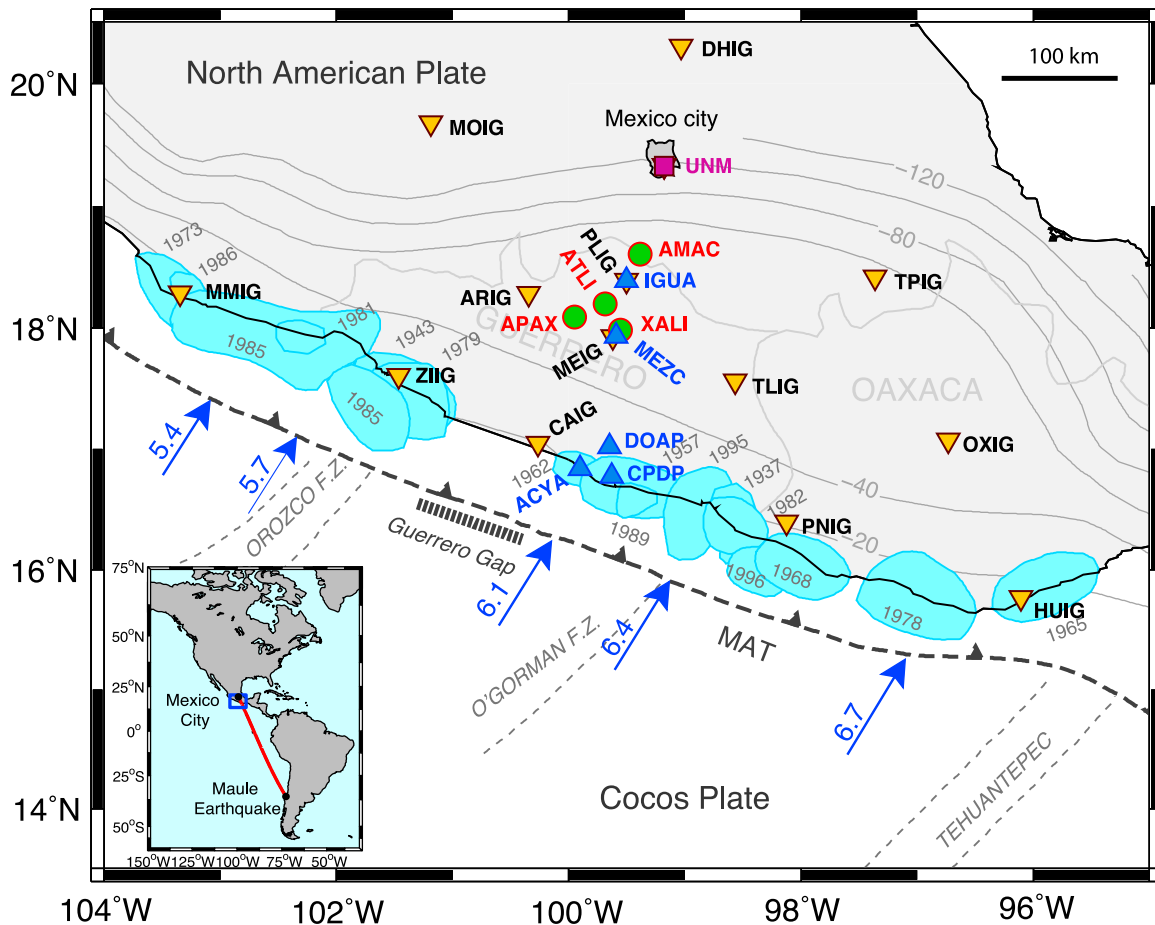 DHIG
100 km
20°N
North American Plate
MOIG
Mexico city
UNM
-120
-80
1973
1986
MMIG
PLIG
AMAC
ATLI
IGUA
TPIG
ARIG
APAX
XALI
18°N
GUERRERO
MEIG
MEZC
1981
1943
1979
1985
ZIIG
TLIG
OAXACA
1985
CAIG
DOAP
1957
1995
OXIG
5.4
5.7
1962
ACYA
CPDP
1937
-40
1982
OROZCO F.Z.
Guerrero Gap
1989
PNIG
-20
16°N
6.1
1996
1968
6.4
1978
HUIG
1965
O'GORMAN F.Z.
MAT
6.7
Cocos Plate
TEHUANTEPEC
14°N
75°N
50°N
25°N
0°
25°S
50°S
Mexico
City
Maule
Earthquake
150°W
125°W
100°W
75°W
50°W
104°W
102°W
100°W
98°W
96°W